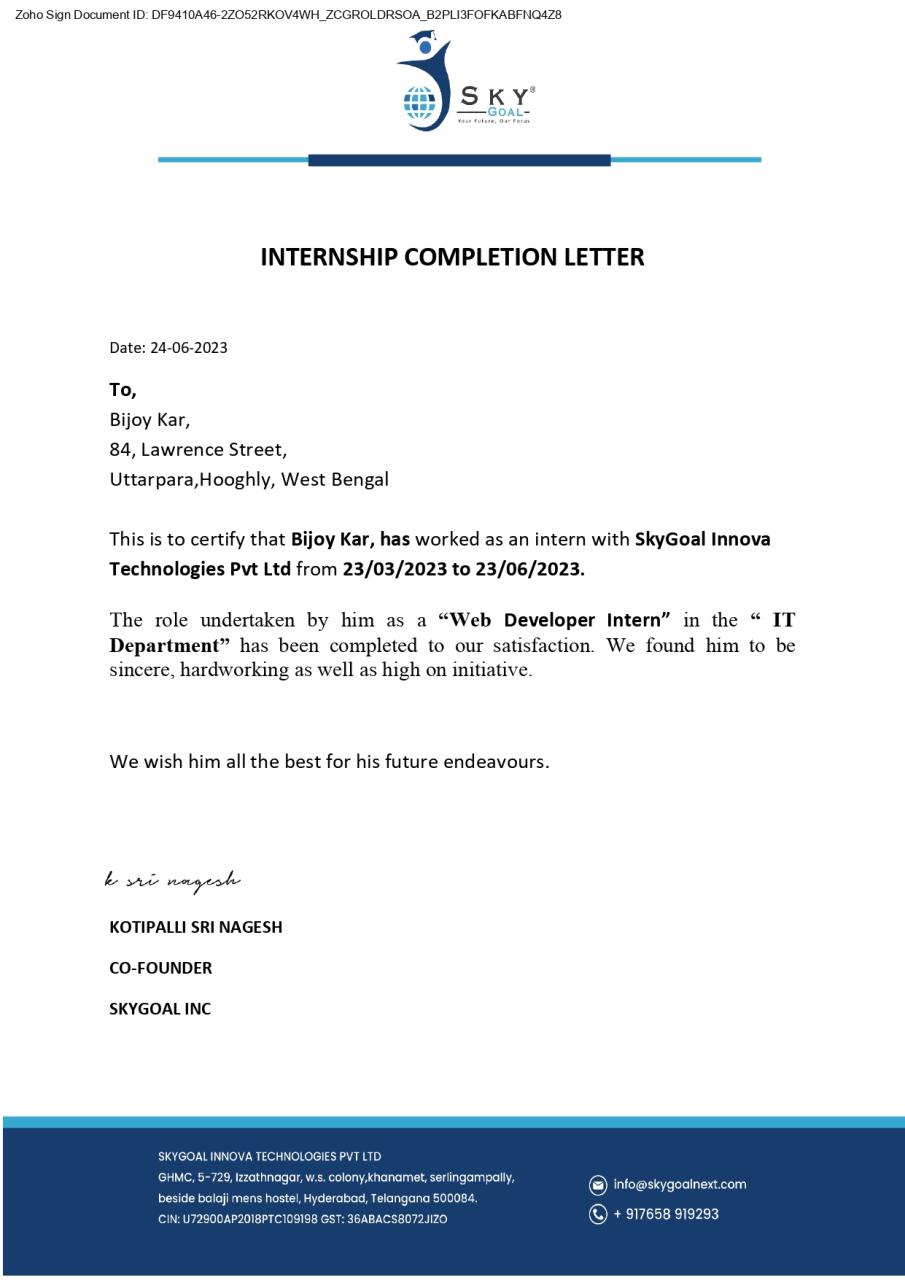 Zoho Sign Document ID: DF9410A46-2ZO52RKOV4WH_ZCGROLDRSOA_B2PLI3FOFKABFNQ4Z8
SKY®
GOAL
Your Future, Our Focus
INTERNSHIP COMPLETION LETTER
Date: 24-06-2023
To,
Bijoy Kar,
84, Lawrence Street,
Uttarpara,Hooghly, West Bengal
This is to certify that Bijoy Kar, has worked as an intern with SkyGoal Innova
Technologies Pvt Ltd from 23/03/2023 to 23/06/2023.
The role undertaken by him as a “Web Developer Intern” in the “ IT
Department” has been completed to our satisfaction. We found him to be
sincere, hardworking as well as high on initiative.
We wish him all the best for his future endeavours.
k sri nagesh
KOTIPALLI SRI NAGESH
CO-FOUNDER
SKYGOAL INC
SKYGOAL INNOVA TECHNOLOGIES PVT LTD
GHMC, 5-729, Izzathnagar, w.s. colony,khanamet, serlingampally,
beside balaji mens hostel, Hyderabad, Telangana 500084.
CIN: U72900AP2018PTC109198 GST: 36ABACS8072JIZO
info@skygoalnext.com
+ 917658 919293